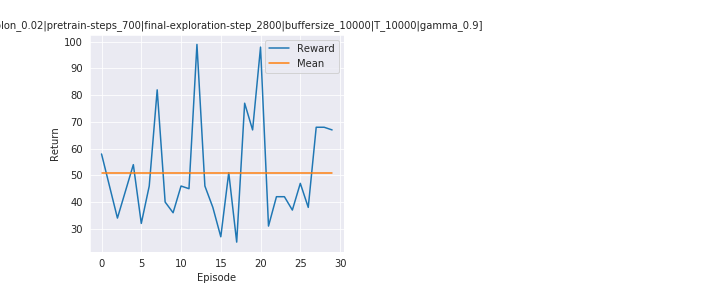 lon_0.02|pretrain-steps_700|final-exploration-step_2800|buffersize_10000|T_10000|gamma_0.9]
100
90
80
70
60
50
40
30
Return
Reward
Mean
0 5 10 15 20 25 30
Episode